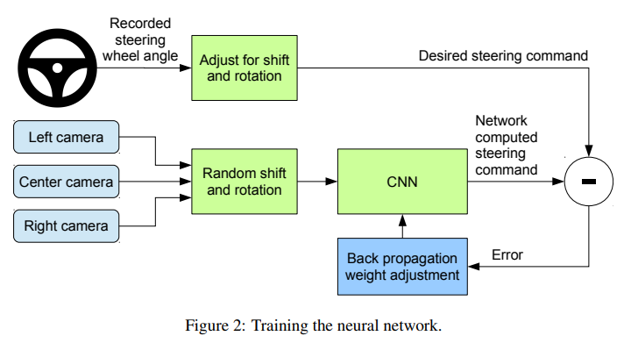 Recorded
steering
wheel angle
Adjust for shift
and rotation
Desired steering command
Left camera
Center camera
Right camera
Random shift
and rotation
CNN
Network
computed
steering
command
-
Back propagation
weight adjustment
Error
Figure 2: Training the neural network.